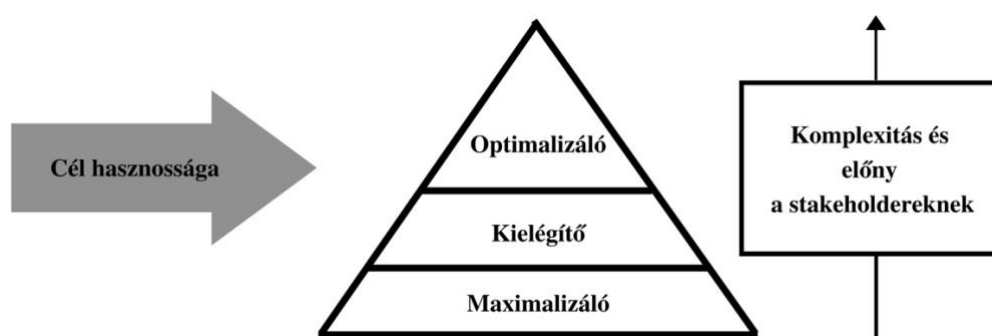 Cél hasznossága
Optimalizáló
Kielégítő
Maximalizáló
Komplexitás és
előny
a stakeholdereknek